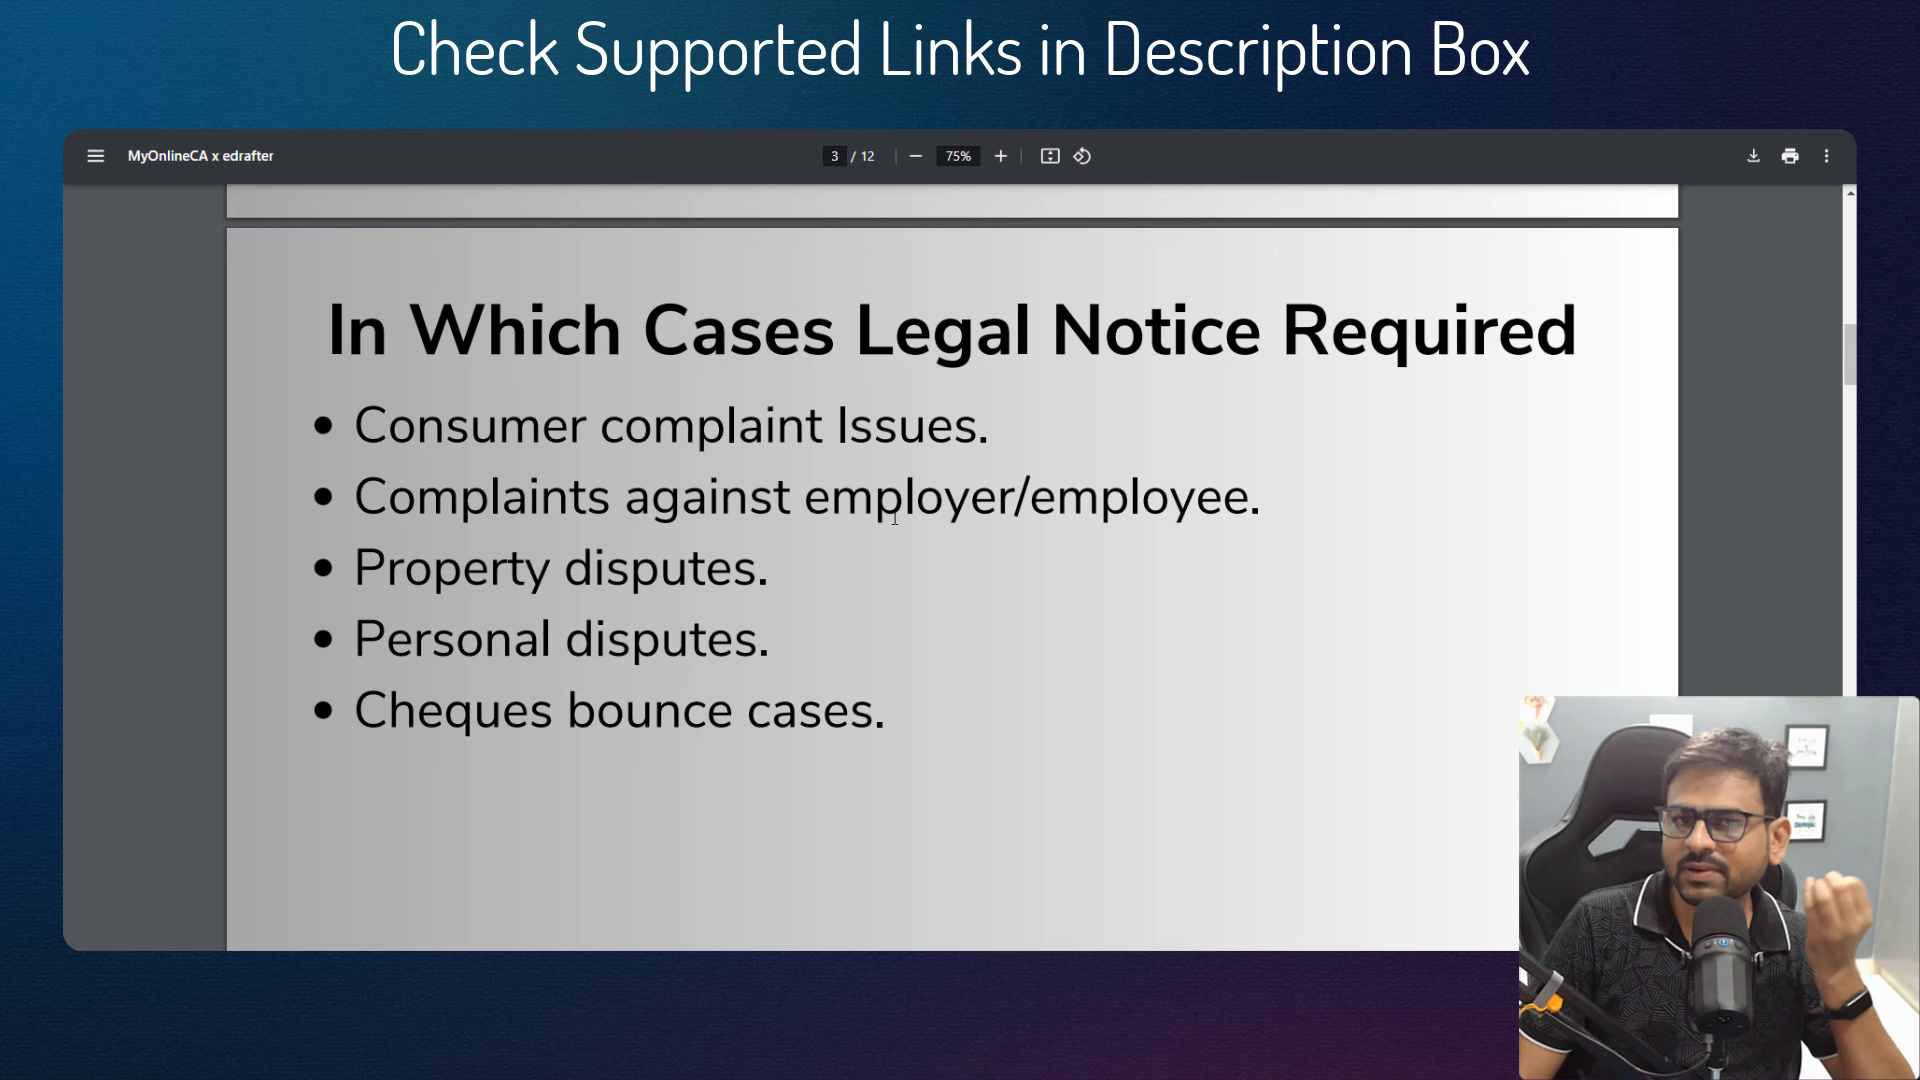 Check Supported Links in Description Box
MyOnlineCA x edrafter
3 / 12
75%
In Which Cases Legal Notice Required
• Consumer complaint Issues.
• Complaints against employer/employee.
• Property disputes.
• Personal disputes.
• Cheques bounce cases.